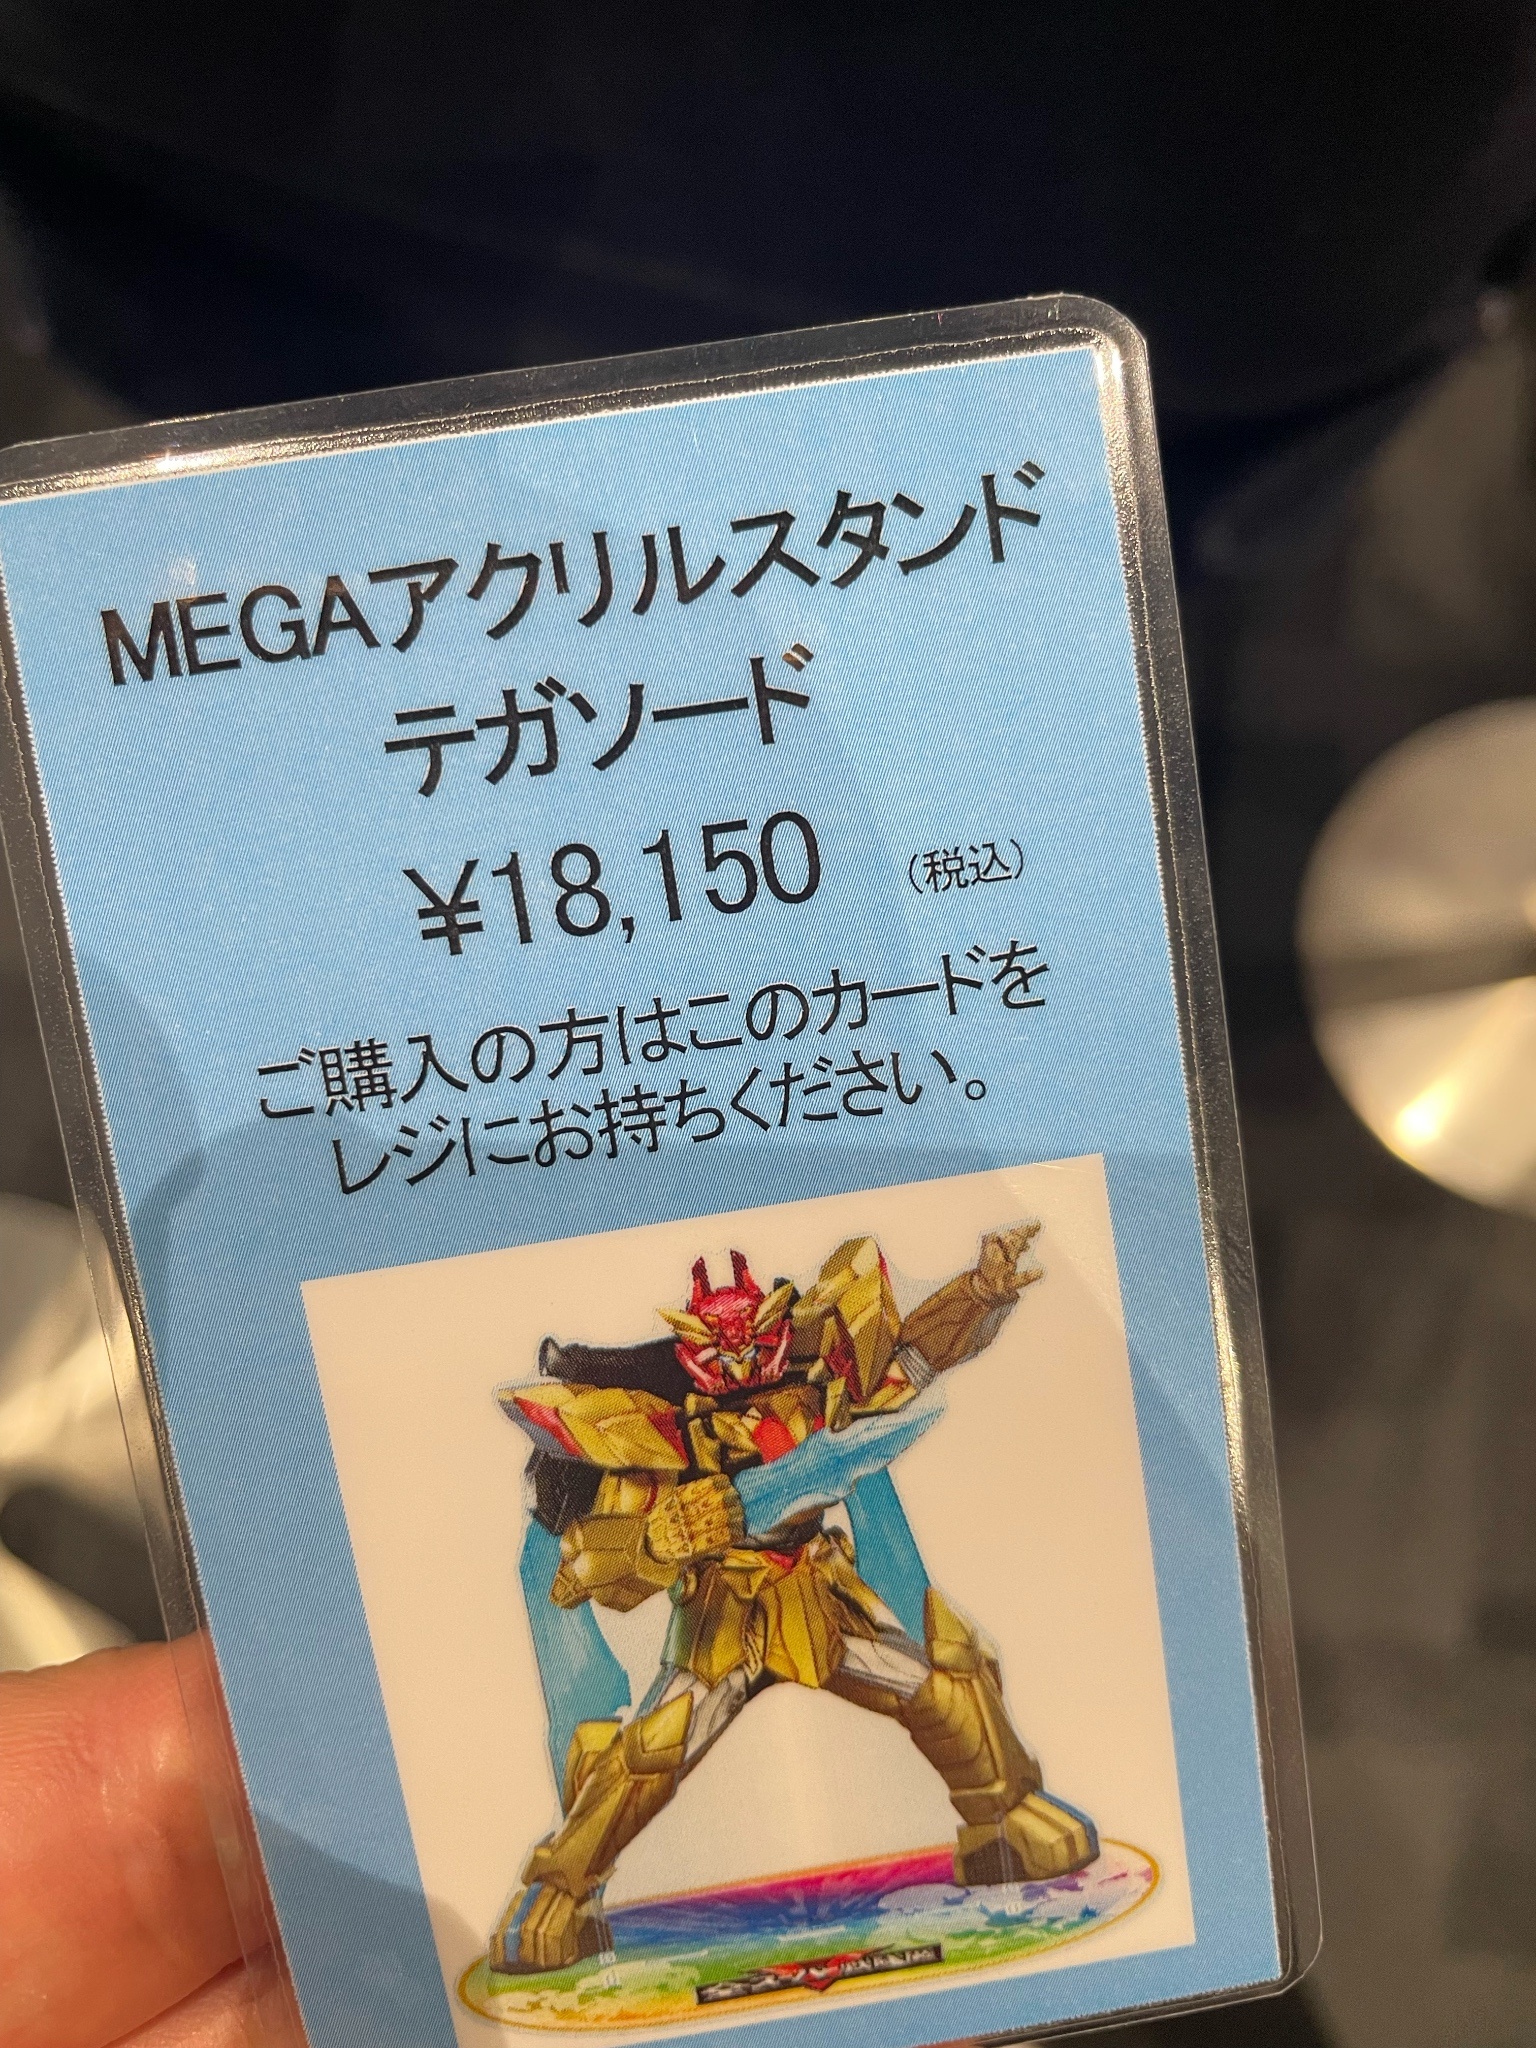 MEGAアクリルスタンド
テガソード
¥18,150 (税込)
ご購入の方はこのカードを
レジにお持ちください。